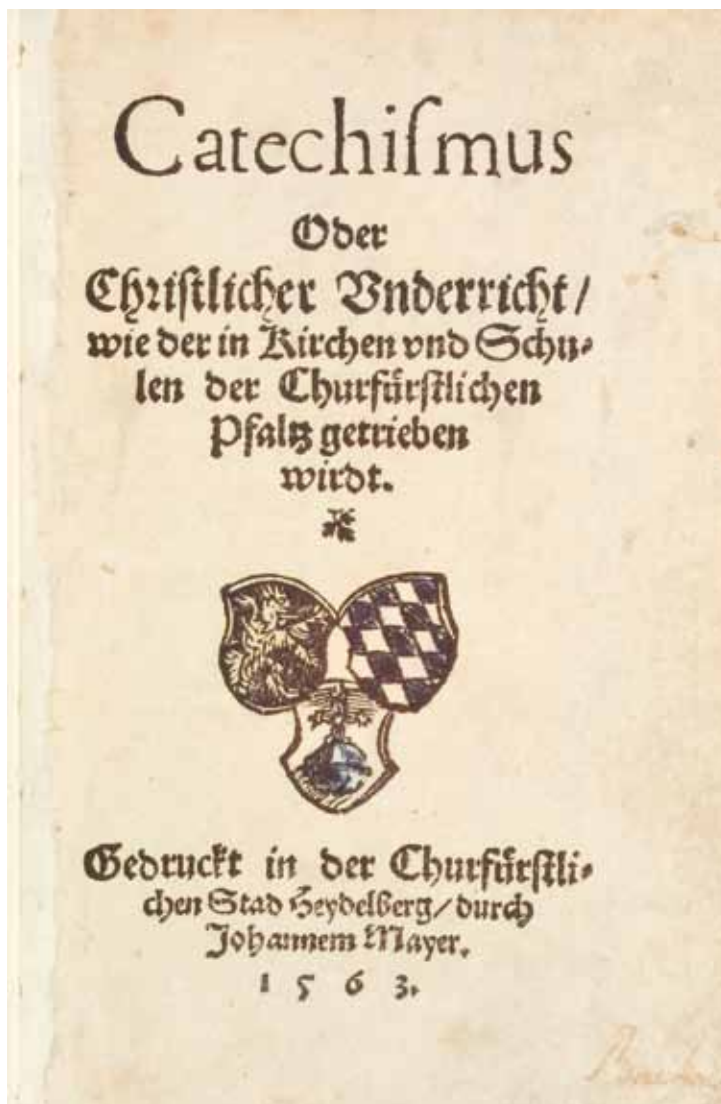 Catechiſmus
Oder
Chriſtlicher Vnderricht/
wie der in Kirchen vnd Schu-
len der Churfürſtlichen
Pfaltz getrieben
wirdt.
Gedruckt in der Churfürſtli-
chen Stad Heydelberg/ durch
Johannem Mayer.
1563.